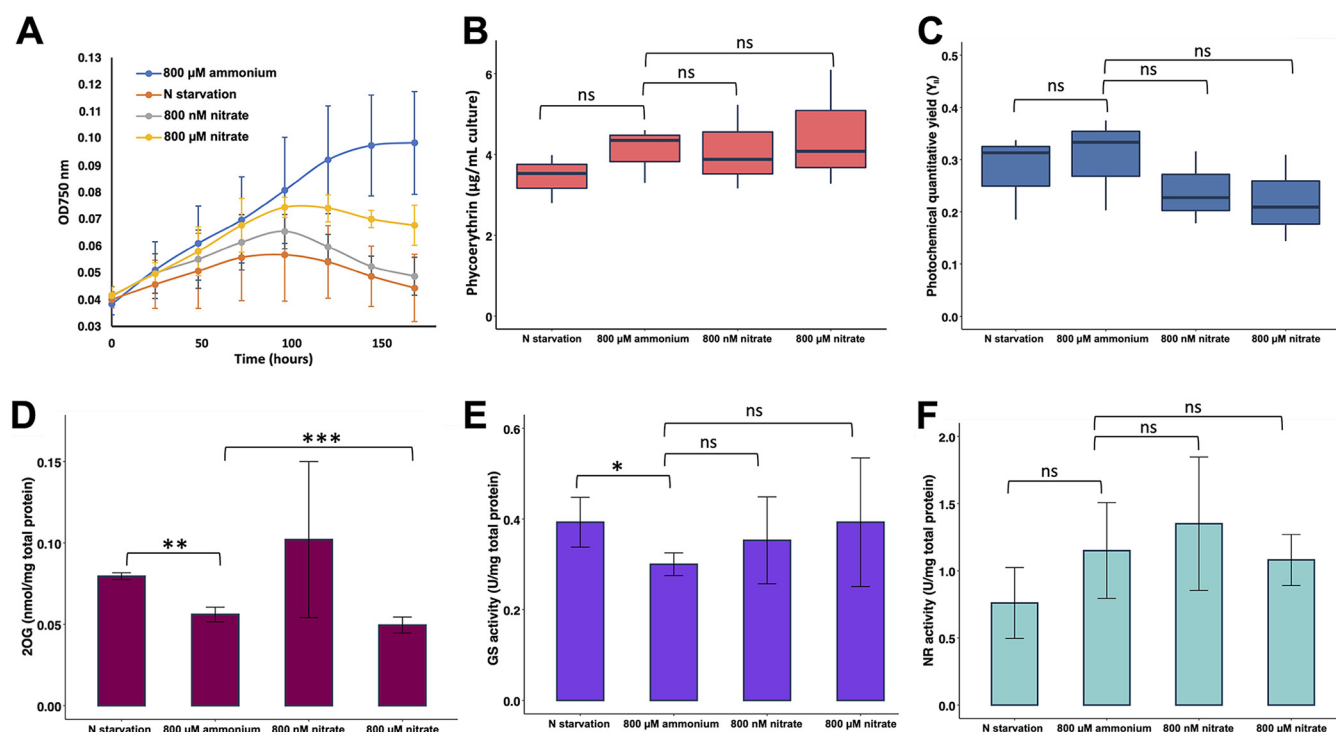 A
0.13
0.12
0.11
0.10
0.09
0.08
0.07
0.06
0.05
0.04
0.03
OD750 nm
800 µM ammonium
N starvation
800 nM nitrate
800 µM nitrate
0
50
100
150
Time (hours)
B
6
4
2
0
Phycoerythrin (µg/mL culture)
ns
ns
ns
N starvation
800 µM ammonium
800 nM nitrate
800 µM nitrate
C
0.5
0.4
0.3
0.2
0.1
0.0
Photochemical quantitative yield (YII)
ns
ns
ns
N starvation
800 µM ammonium
800 nM nitrate
800 µM nitrate
D
0.15
0.10
0.05
0.00
2OG (nmol/mg total protein)
***
**
N starvation
800 µM ammonium
800 nM nitrate
800 µM nitrate
E
0.6
0.4
0.2
0.0
GS activity (U/mg total protein)
ns
ns
*
N starvation
800 µM ammonium
800 nM nitrate
800 µM nitrate
F
2.0
1.5
1.0
0.5
0.0
NR activity (U/mg total protein)
ns
ns
ns
N starvation
800 µM ammonium
800 nM nitrate
800 µM nitrate